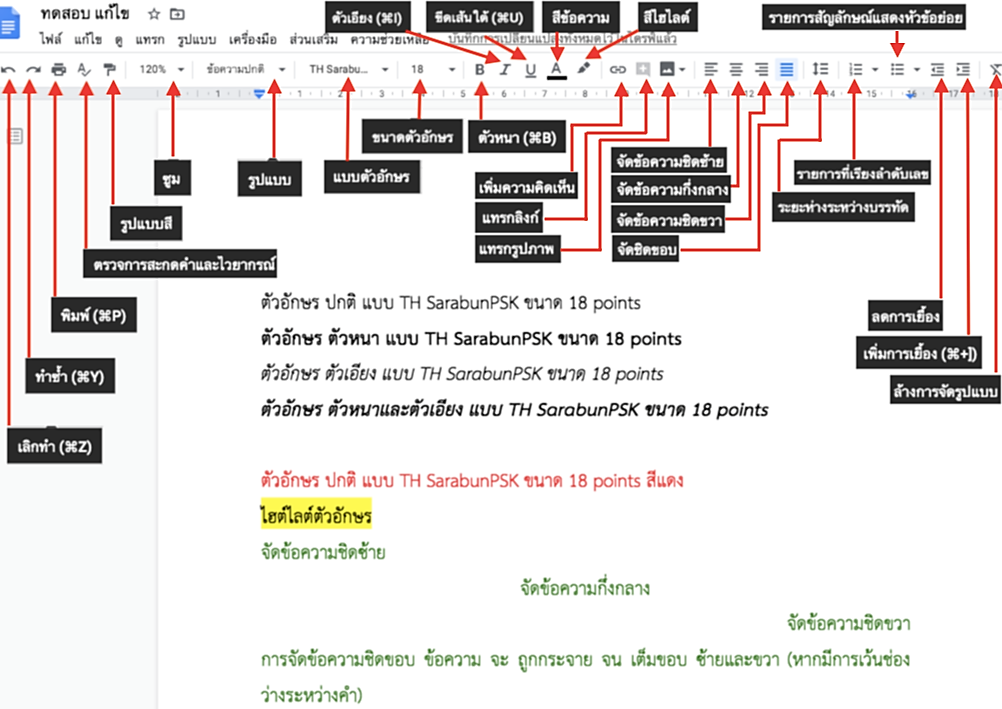 ทดสอบ แก้ไข
ตัวเอียง (⌘I)
ขีดเส้นใต้ (⌘U)
สีข้อความ
สีไฮไลต์
รายการสัญลักษณ์แสดงหัวข้อย่อย
ไฟล์ แก้ไข ดู แทรก รูปแบบ เครื่องมือ ส่วนเสริม ความช่วยเหลือ บันทึกการเปลี่ยนแปลงทั้งหมดไว้ในไดรฟ์แล้ว
120% ข้อความปกติ TH Sarabu... 18 B I U A
1 1 2 3 4 5 6 7 8 12 14 15 16 17 18
ขนาดตัวอักษร
ตัวหนา (⌘B)
ซูม
รูปแบบ
แบบตัวอักษร
เพิ่มความคิดเห็น
แทรกลิงก์
แทรกรูปภาพ
จัดข้อความชิดซ้าย
จัดข้อความกึ่งกลาง
จัดข้อความชิดขวา
จัดชิดขอบ
รายการที่เรียงลำดับเลข
ระยะห่างระหว่างบรรทัด
รูปแบบสี
ตรวจการสะกดคำและไวยากรณ์
พิมพ์ (⌘P)
ทำซ้ำ (⌘Y)
เลิกทำ (⌘Z)
ลดการเยื้อง
เพิ่มการเยื้อง (⌘+])
ล้างการจัดรูปแบบ
ตัวอักษร ปกติ แบบ TH SarabunPSK ขนาด 18 points
ตัวอักษร ตัวหนา แบบ TH SarabunPSK ขนาด 18 points
ตัวอักษร ตัวเอียง แบบ TH SarabunPSK ขนาด 18 points
ตัวอักษร ตัวหนาและตัวเอียง แบบ TH SarabunPSK ขนาด 18 points
ตัวอักษร ปกติ แบบ TH SarabunPSK ขนาด 18 points สีแดง
ไฮต์ไลต์ตัวอักษร
จัดข้อความชิดซ้าย
จัดข้อความกึ่งกลาง
จัดข้อความชิดขวา
การจัดข้อความชิดขอบ ข้อความ จะ ถูกกระจาย จน เต็มขอบ ซ้ายและขวา (หากมีการเว้นช่อง
ว่างระหว่างคำ)